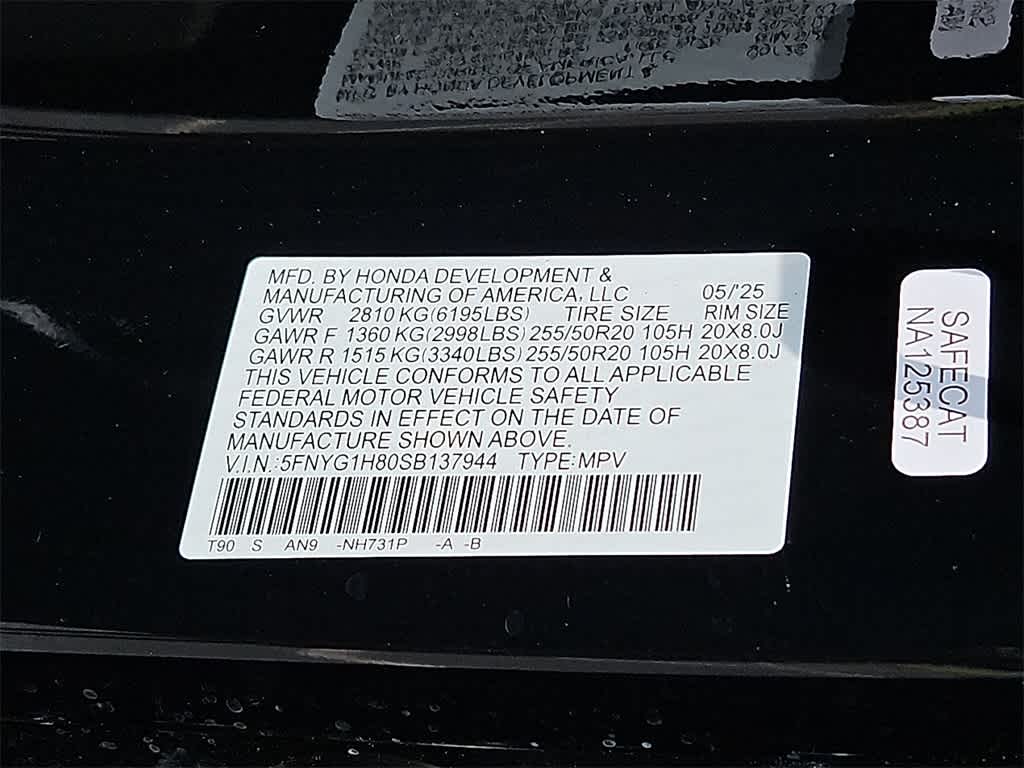 MFD. BY HONDA DEVELOPMENT &
MANUFACTURING OF AMERICA, LLC 05/'25
GVWR 2810 KG(6195LBS) TIRE SIZE RIM SIZE
GAWR F 1360 KG(2998LBS) 255/50R20 105H 20X8.0J
GAWR R 1515 KG(3340LBS) 255/50R20 105H 20X8.0J
THIS VEHICLE CONFORMS TO ALL APPLICABLE
FEDERAL MOTOR VEHICLE SAFETY
STANDARDS IN EFFECT ON THE DATE OF
MANUFACTURE SHOWN ABOVE.
V.I.N.:5FNYG1H80SB137944 TYPE:MPV
T90 S AN9 -NH731P -A -B
SAFECAT
NA125387